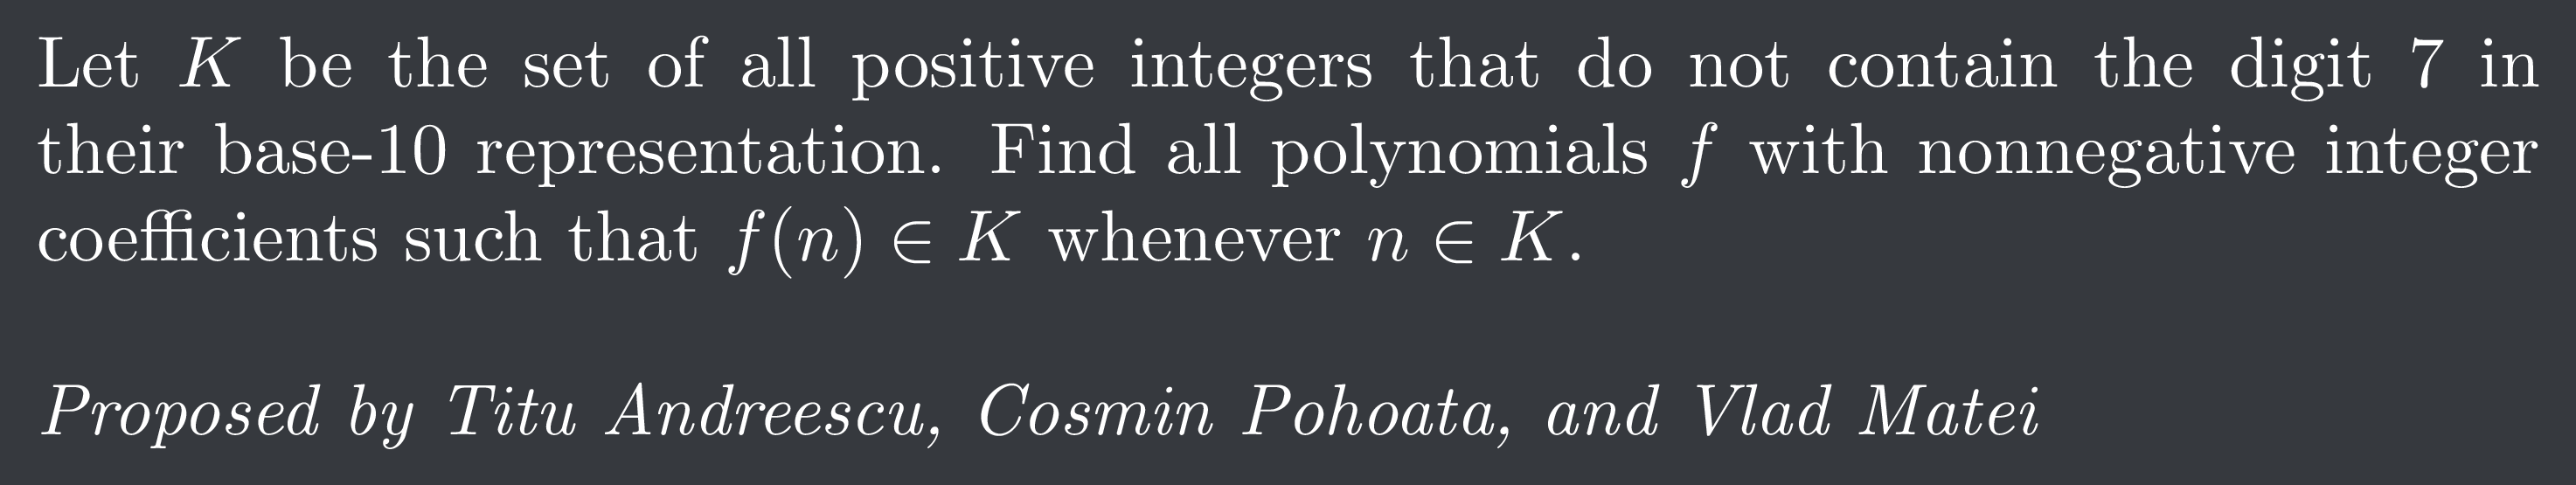 Let K be the set of all positive integers that do not contain the digit 7 in
their base-10 representation. Find all polynomials f with nonnegative integer
coefficients such that f(n) ∈ K whenever n ∈ K.
Proposed by Titu Andreescu, Cosmin Pohoata, and Vlad Matei